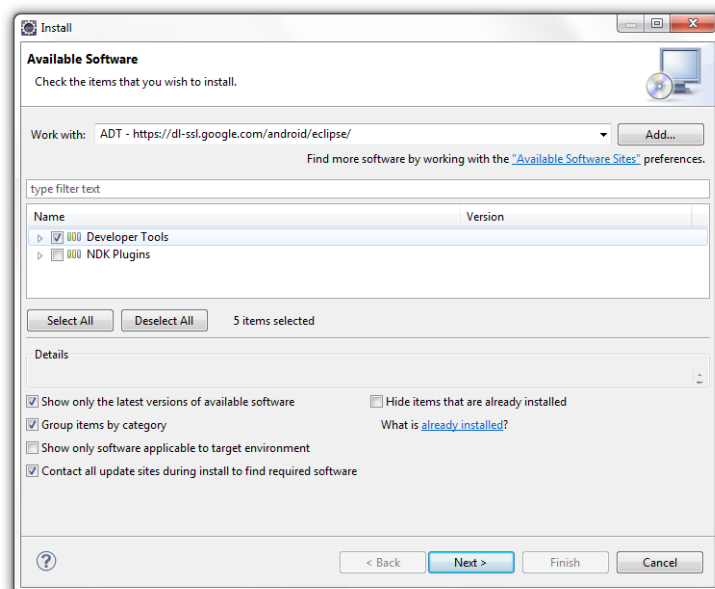 Install
Available Software
Check the items that you wish to install.
Work with: ADT - https://dl-ssl.google.com/android/eclipse/ Add...
Find more software by working with the "Available Software Sites" preferences.
type filter text
Name Version
Developer Tools
NDK Plugins
Select All Deselect All 5 items selected
Details
Show only the latest versions of available software Hide items that are already installed
Group items by category What is already installed?
Show only software applicable to target environment
Contact all update sites during install to find required software
? < Back Next > Finish Cancel